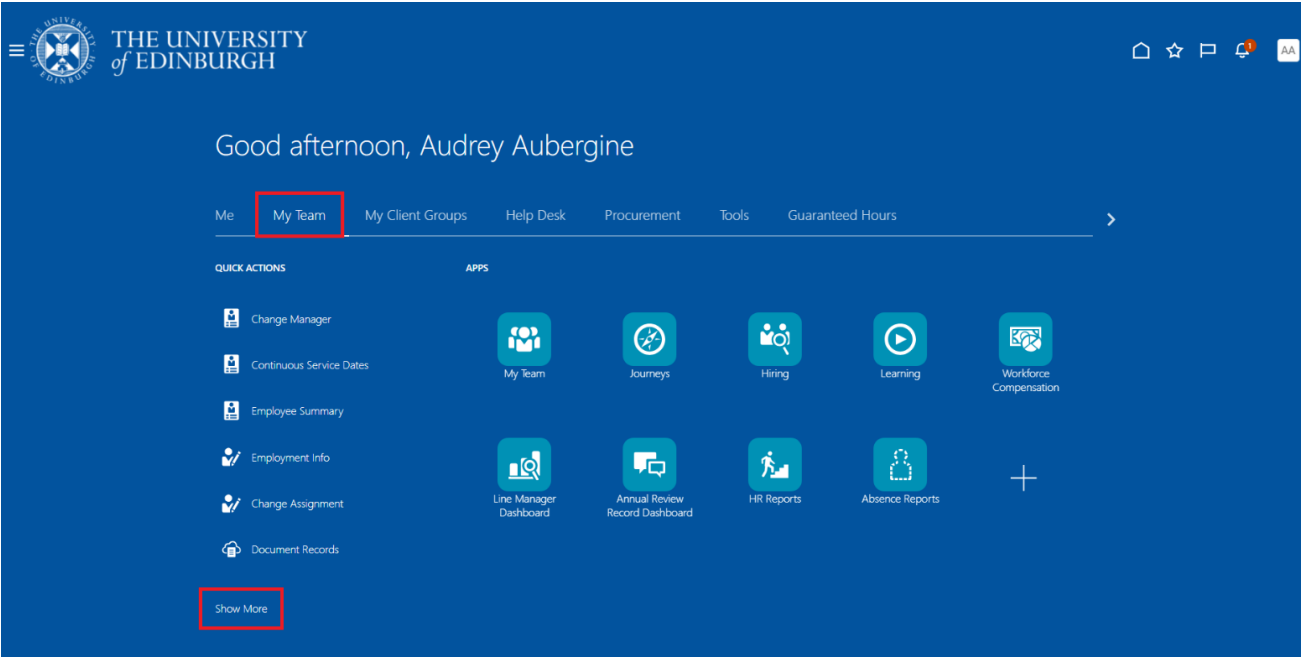 THE UNIVERSITY
of EDINBURGH
1
AA
Good afternoon, Audrey Aubergine
Me My Team My Client Groups Help Desk Procurement Tools Guaranteed Hours
QUICK ACTIONS
Change Manager
Continuous Service Dates
Employee Summary
Employment Info
Change Assignment
Document Records
Show More
APPS
My Team
Journeys
Hiring
Learning
Workforce
Compensation
Line Manager
Dashboard
Annual Review
Record Dashboard
HR Reports
Absence Reports